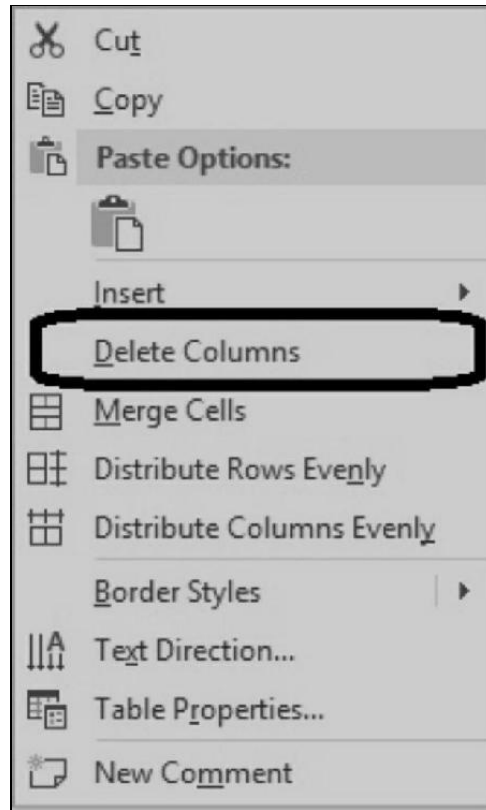 Cut
Copy
Paste Options:
Insert
Delete Columns
Merge Cells
Distribute Rows Evenly
Distribute Columns Evenly
Border Styles
Text Direction...
Table Properties...
New Comment